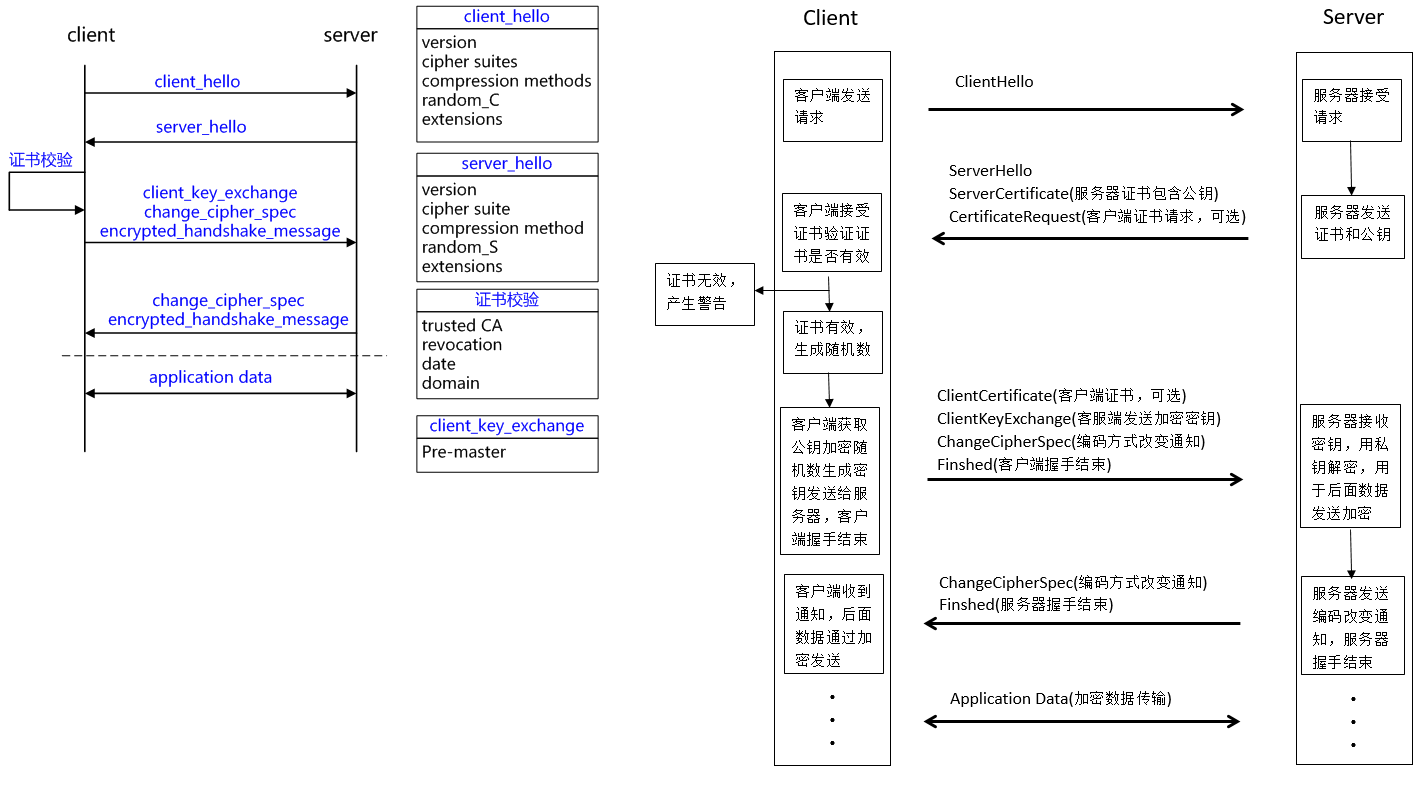 client
server
client_hello
server_hello
证书校验
client_key_exchange
change_cipher_spec
encrypted_handshake_message
change_cipher_spec
encrypted_handshake_message
application data
client_hello
version
cipher suites
compression methods
random_C
extensions
server_hello
version
cipher suite
compression method
random_S
extensions
证书校验
trusted CA
revocation
date
domain
client_key_exchange
Pre-master
Client
Server
客户端发送
请求
ClientHello
服务器接受
请求
ServerHello
ServerCertificate(服务器证书包含公钥)
CertificateRequest(客户端证书请求，可选)
服务器发送
证书和公钥
客户端接受
证书验证证
书是否有效
证书无效，
产生警告
证书有效，
生成随机数
ClientCertificate(客户端证书，可选)
ClientKeyExchange(客服端发送加密密钥)
ChangeCipherSpec(编码方式改变通知)
Finshed(客户端握手结束)
客户端获取
公钥加密随
机数生成密
钥发送给服
务器，客户
端握手结束
服务器接收
密钥，用私
钥解密，用
于后面数据
发送加密
ChangeCipherSpec(编码方式改变通知)
Finshed(服务器握手结束)
客户端收到
通知，后面
数据通过加
密发送
服务器发送
编码改变通
知，服务器
握手结束
Application Data(加密数据传输)